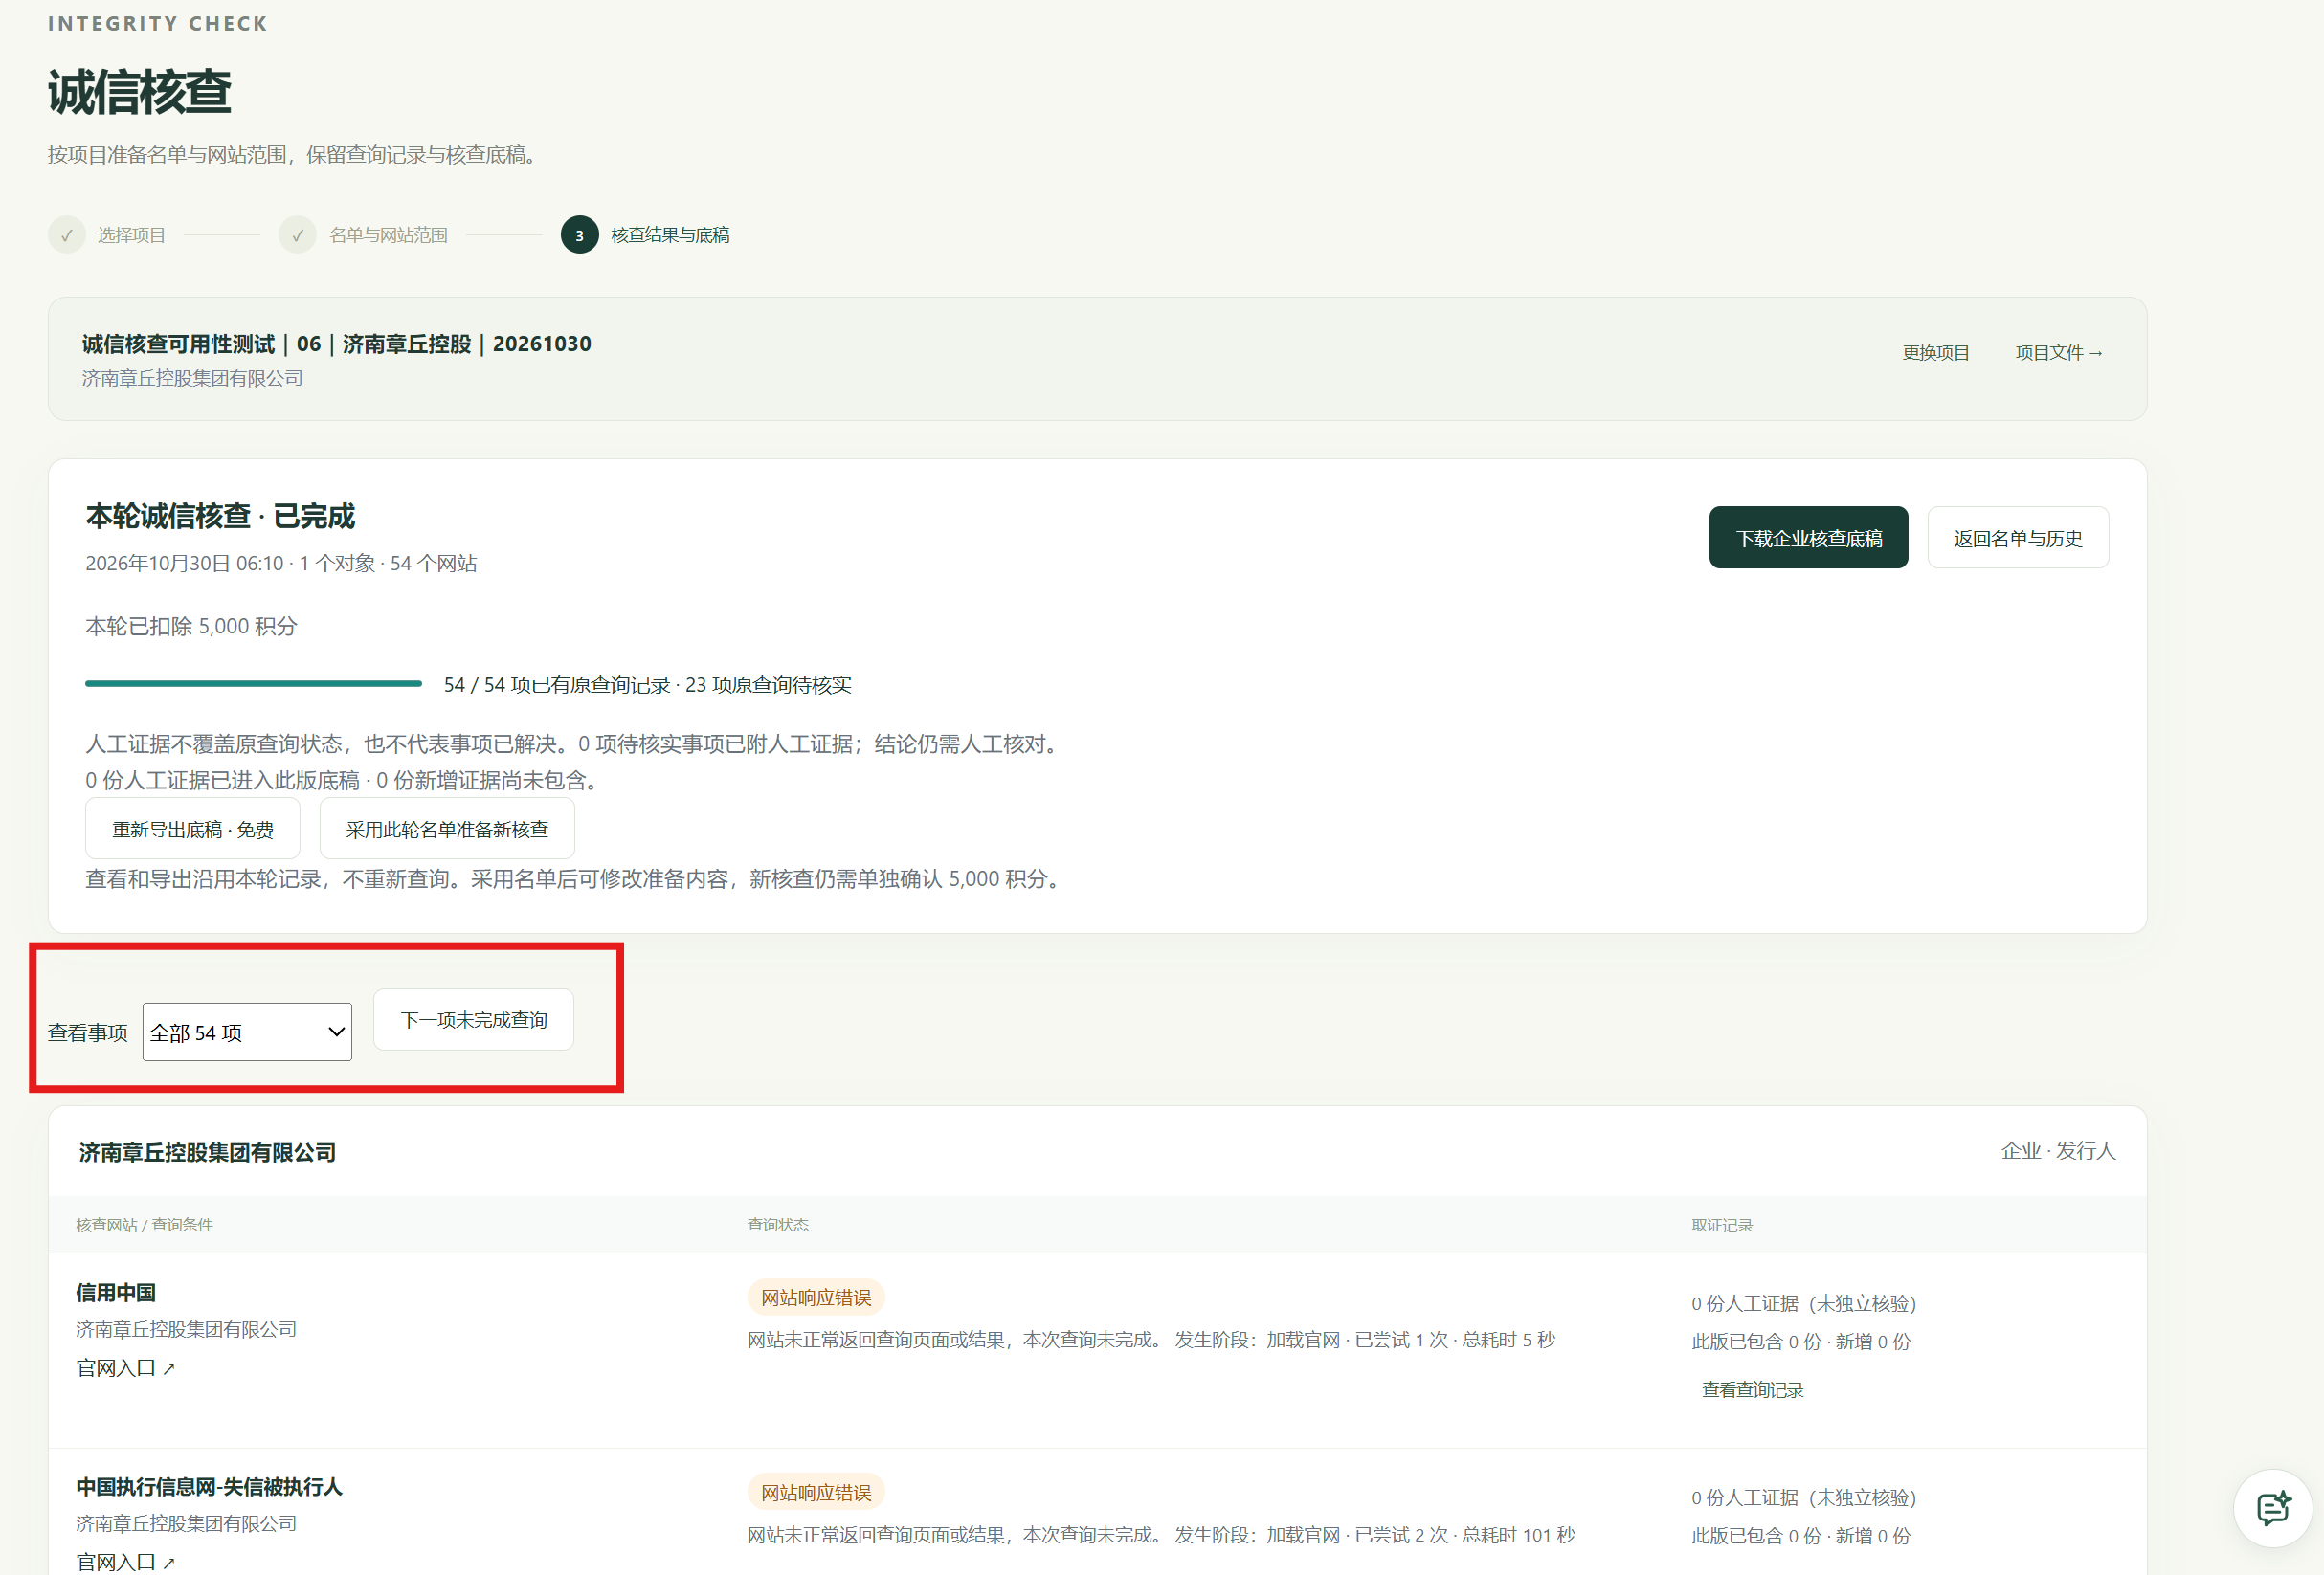 INTEGRITY CHECK
诚信核查
按项目准备名单与网站范围，保留查询记录与核查底稿。
✓ 选择项目 ✓ 名单与网站范围 3 核查结果与底稿
诚信核查可用性测试 | 06 | 济南章丘控股 | 20261030
济南章丘控股集团有限公司
更换项目 项目文件 →
本轮诚信核查 · 已完成
2026年10月30日 06:10 · 1 个对象 · 54 个网站
下载企业核查底稿 返回名单与历史
本轮已扣除 5,000 积分
54 / 54 项已有原查询记录 · 23 项原查询待核实
人工证据不覆盖原查询状态，也不代表事项已解决。0 项待核实事项已附人工证据；结论仍需人工核对。
0 份人工证据已进入此版底稿 · 0 份新增证据尚未包含。
重新导出底稿 · 免费 采用此轮名单准备新核查
查看和导出沿用本轮记录，不重新查询。采用名单后可修改准备内容，新核查仍需单独确认 5,000 积分。
查看事项 全部 54 项 下一项未完成查询
济南章丘控股集团有限公司 企业 · 发行人
核查网站 / 查询条件 查询状态 取证记录
信用中国
济南章丘控股集团有限公司
官网入口 ↗
网站响应错误
网站未正常返回查询页面或结果，本次查询未完成。 发生阶段：加载官网 · 已尝试 1 次 · 总耗时 5 秒
0 份人工证据（未独立核验）
此版已包含 0 份 · 新增 0 份
查看查询记录
中国执行信息网-失信被执行人
济南章丘控股集团有限公司
官网入口 ↗
网站响应错误
网站未正常返回查询页面或结果，本次查询未完成。 发生阶段：加载官网 · 已尝试 2 次 · 总耗时 101 秒
0 份人工证据（未独立核验）
此版已包含 0 份 · 新增 0 份